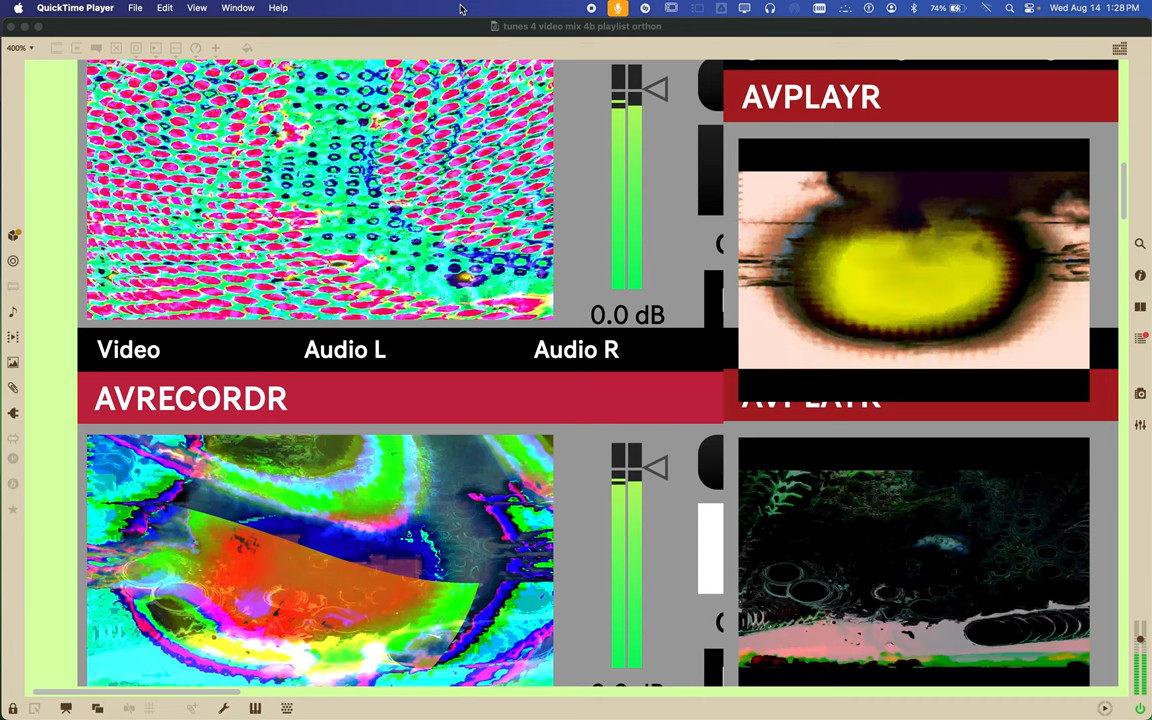 QuickTime Player File Edit View Window Help 74% Wed Aug 14 1:28 PM
tunes 4 video mix 4b playlist orthon
400%
AVPLAYR
0.0 dB
Video Audio L Audio R
AVRECORDR